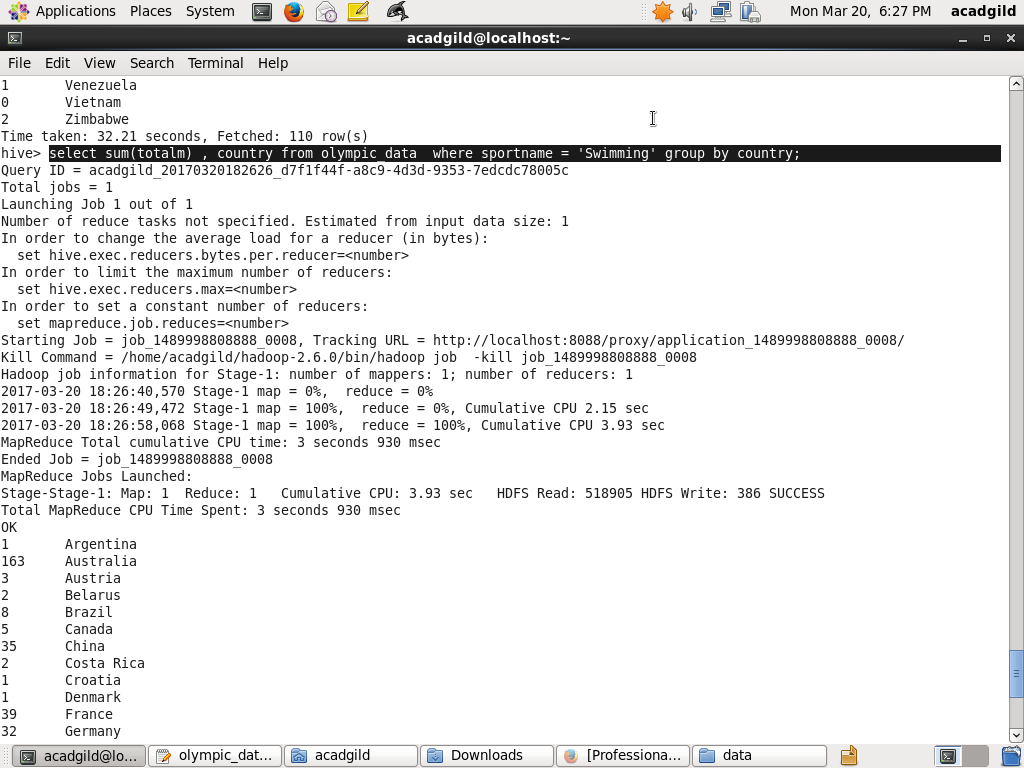 Applications Places System Mon Mar 20, 6:27 PM acadgild
acadgild@localhost:~
File Edit View Search Terminal Help
1 Venezuela
0 Vietnam
2 Zimbabwe
Time taken: 32.21 seconds, Fetched: 110 row(s)
hive> select sum(totalm) , country from olympic_data  where sportname = 'Swimming' group by country;
Query ID = acadgild_20170320182626_d7f1f44f-a8c9-4d3d-9353-7edcdc78005c
Total jobs = 1
Launching Job 1 out of 1
Number of reduce tasks not specified. Estimated from input data size: 1
In order to change the average load for a reducer (in bytes):
  set hive.exec.reducers.bytes.per.reducer=<number>
In order to limit the maximum number of reducers:
  set hive.exec.reducers.max=<number>
In order to set a constant number of reducers:
  set mapreduce.job.reduces=<number>
Starting Job = job_1489998808888_0008, Tracking URL = http://localhost:8088/proxy/application_1489998808888_0008/
Kill Command = /home/acadgild/hadoop-2.6.0/bin/hadoop job  -kill job_1489998808888_0008
Hadoop job information for Stage-1: number of mappers: 1; number of reducers: 1
2017-03-20 18:26:40,570 Stage-1 map = 0%,  reduce = 0%
2017-03-20 18:26:49,472 Stage-1 map = 100%,  reduce = 0%, Cumulative CPU 2.15 sec
2017-03-20 18:26:58,068 Stage-1 map = 100%,  reduce = 100%, Cumulative CPU 3.93 sec
MapReduce Total cumulative CPU time: 3 seconds 930 msec
Ended Job = job_1489998808888_0008
MapReduce Jobs Launched:
Stage-Stage-1: Map: 1  Reduce: 1   Cumulative CPU: 3.93 sec   HDFS Read: 518905 HDFS Write: 386 SUCCESS
Total MapReduce CPU Time Spent: 3 seconds 930 msec
OK
1 Argentina
163 Australia
3 Austria
2 Belarus
8 Brazil
5 Canada
35 China
2 Costa Rica
1 Croatia
1 Denmark
39 France
32 Germany
acadgild@lo... olympic_dat... acadgild Downloads [Professiona... data